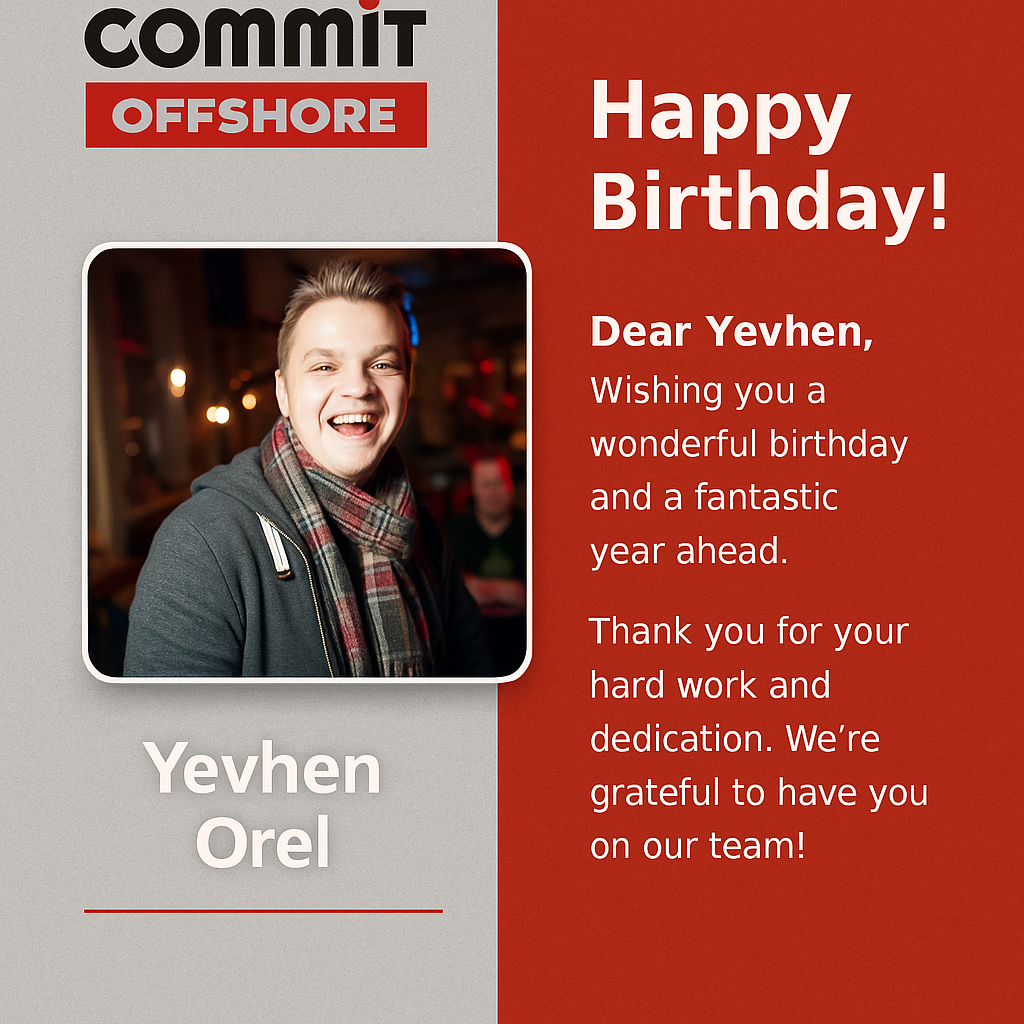 commiT
OFFSHORE
Happy
Birthday!
Dear Yevhen,
Wishing you a
wonderful birthday
and a fantastic
year ahead.
Thank you for your
hard work and
dedication. We’re
grateful to have you
on our team!
Yevhen
Orel